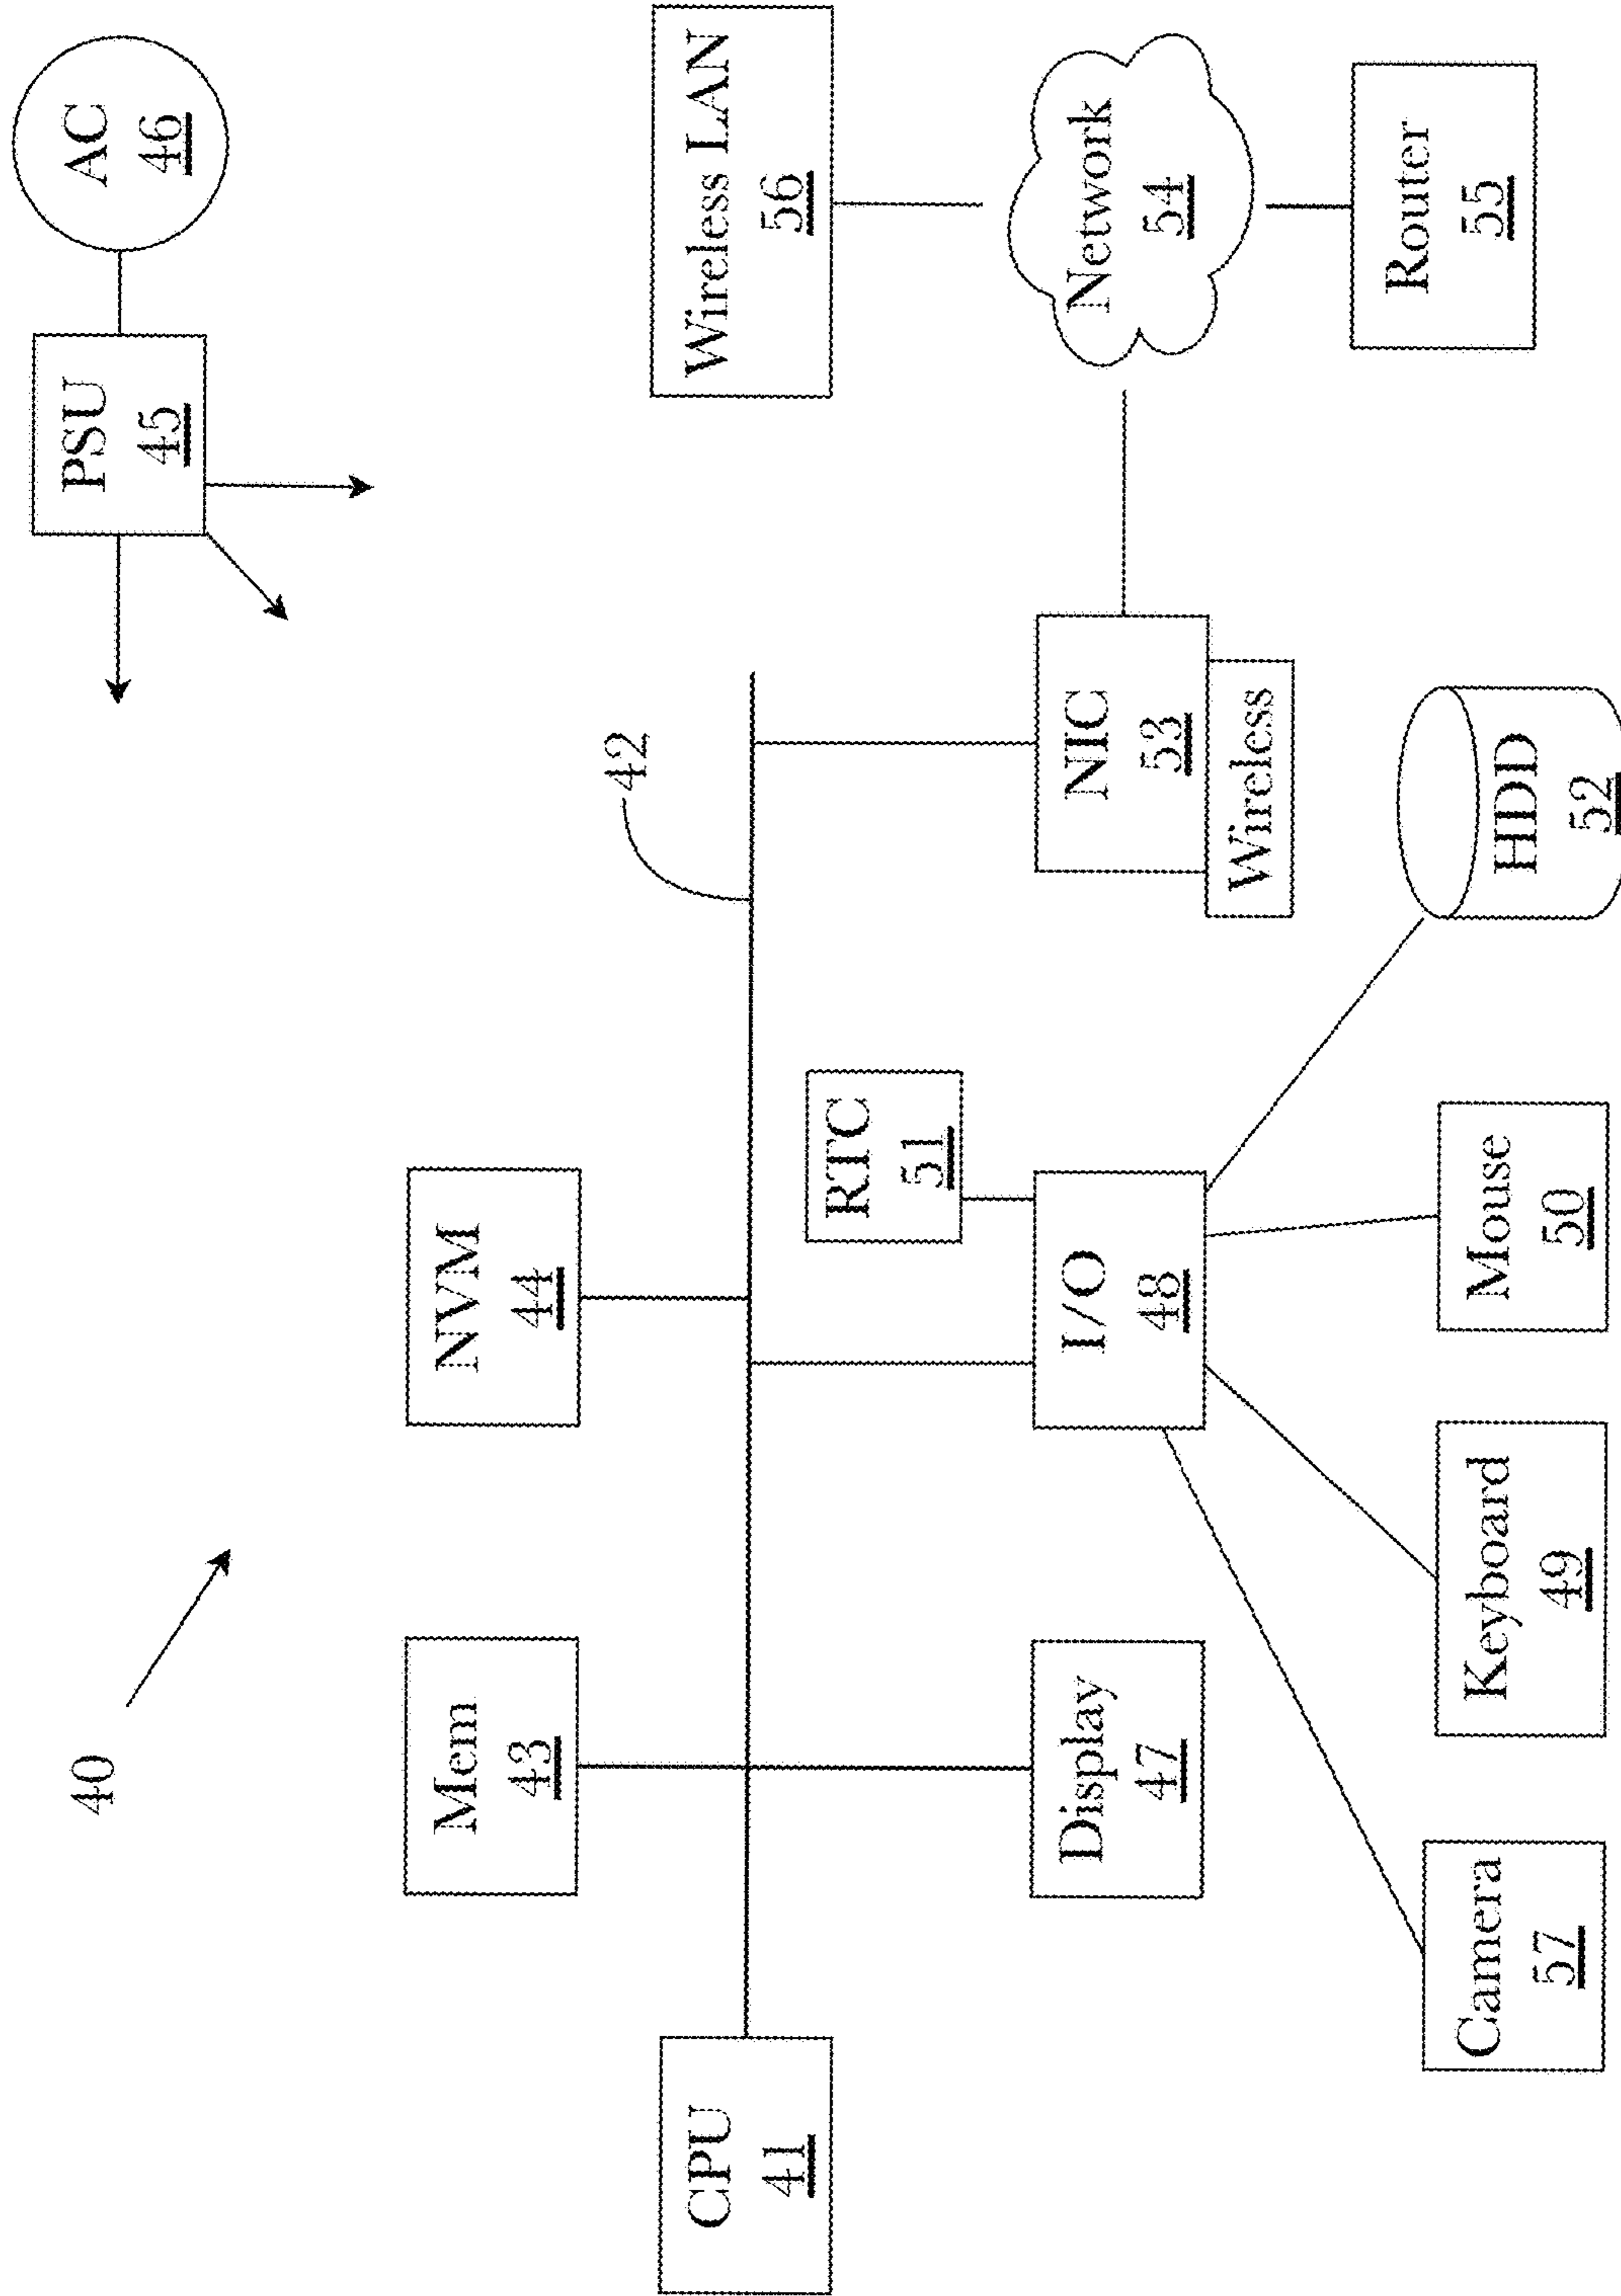 40
AC
46
PSU
45
Mem
43
NVM
44
42
Wireless LAN
56
CPU
41
RTC
51
Display
47
I/O
48
NIC
53
Wireless
Network
54
Camera
57
Keyboard
49
Mouse
50
HDD
52
Router
55